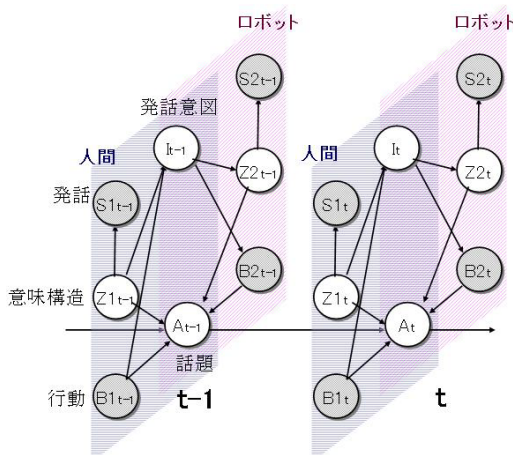 ロボット
ロボット
S2t-1
S2t
発話意図
人間
It-1
Z2t-1
人間
It
Z2t
発話
S1t-1
S1t
B2t-1
B2t
意味構造
Z1t-1
At-1
Z1t
At
話題
行動
B1t-1
t-1
B1t
t